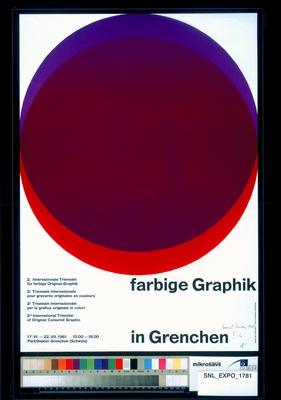 farbige Graphik
2. Internationale Triennale
für farbige Original-Graphik
2e Triennale internationale
pour gravures originales en couleurs
2a Triennale internationale
per la grafica originale in colori
2nd International Triennial
of Original Coloured Graphic
17. VI. — 22. VII. 1961 10.00 – 18.00
Parktheater Grenchen (Schweiz)
in Grenchen
mikrosave
GUBLER
SNL_EXPO_1781